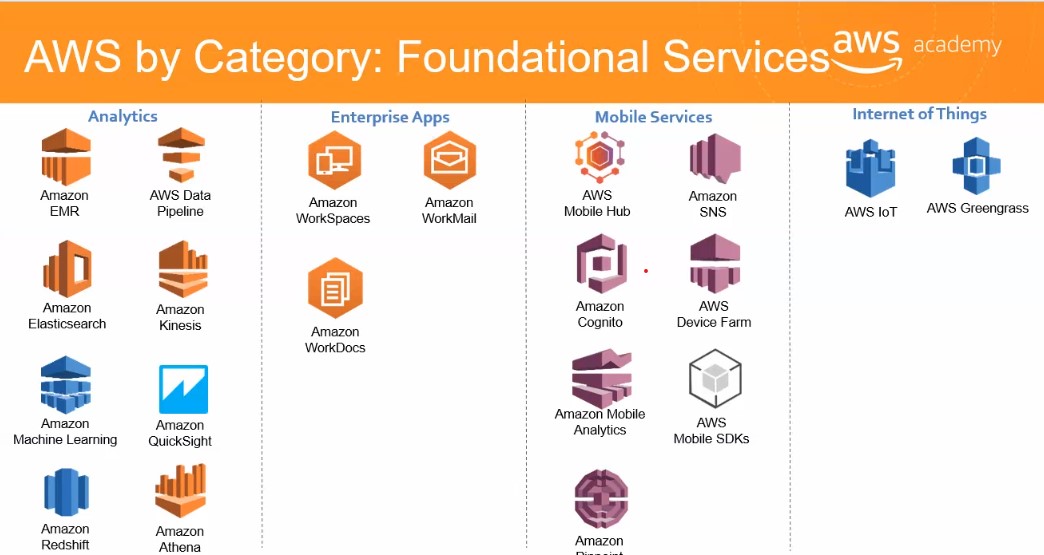 AWS by Category: Foundational Services
aws academy
Analytics
Amazon
EMR
AWS Data
Pipeline
Amazon
Elasticsearch
Amazon
Kinesis
Amazon
Machine Learning
Amazon
QuickSight
Amazon
Redshift
Amazon
Athena
Enterprise Apps
Amazon
WorkSpaces
Amazon
WorkMail
Amazon
WorkDocs
Mobile Services
AWS
Mobile Hub
Amazon
SNS
Amazon
Cognito
AWS
Device Farm
Amazon Mobile
Analytics
AWS
Mobile SDKs
Amazon
Internet of Things
AWS IoT
AWS Greengrass